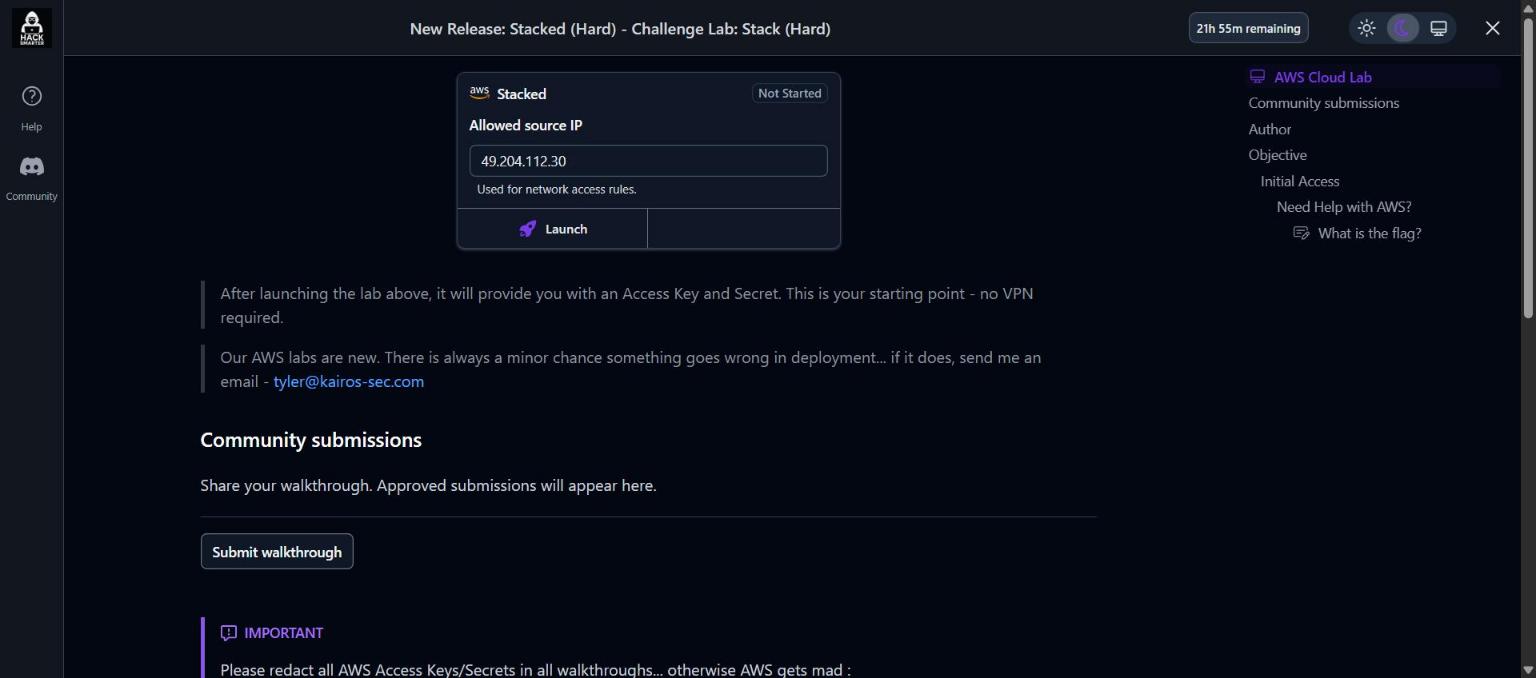 HACK
SMARTER
New Release: Stacked (Hard) - Challenge Lab: Stack (Hard)
21h 55m remaining
Help
Community
aws Stacked
Not Started
Allowed source IP
49.204.112.30
Used for network access rules.
Launch
AWS Cloud Lab
Community submissions
Author
Objective
Initial Access
Need Help with AWS?
What is the flag?
After launching the lab above, it will provide you with an Access Key and Secret. This is your starting point - no VPN
required.
Our AWS labs are new. There is always a minor chance something goes wrong in deployment... if it does, send me an
email - tyler@kairos-sec.com
Community submissions
Share your walkthrough. Approved submissions will appear here.
Submit walkthrough
IMPORTANT
Please redact all AWS Access Keys/Secrets in all walkthroughs... otherwise AWS gets mad :